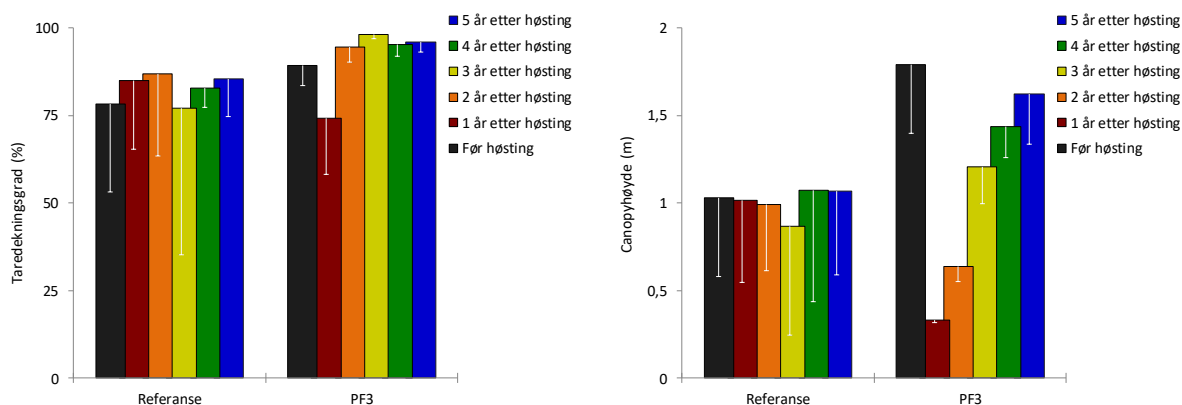 Taredekningsgrad (%)
100
75
50
25
0
Referanse
PF3
5 år etter høsting
4 år etter høsting
3 år etter høsting
2 år etter høsting
1 år etter høsting
Før høsting
Canopyhøyde (m)
2
1,5
1
0,5
0
Referanse
PF3
5 år etter høsting
4 år etter høsting
3 år etter høsting
2 år etter høsting
1 år etter høsting
Før høsting